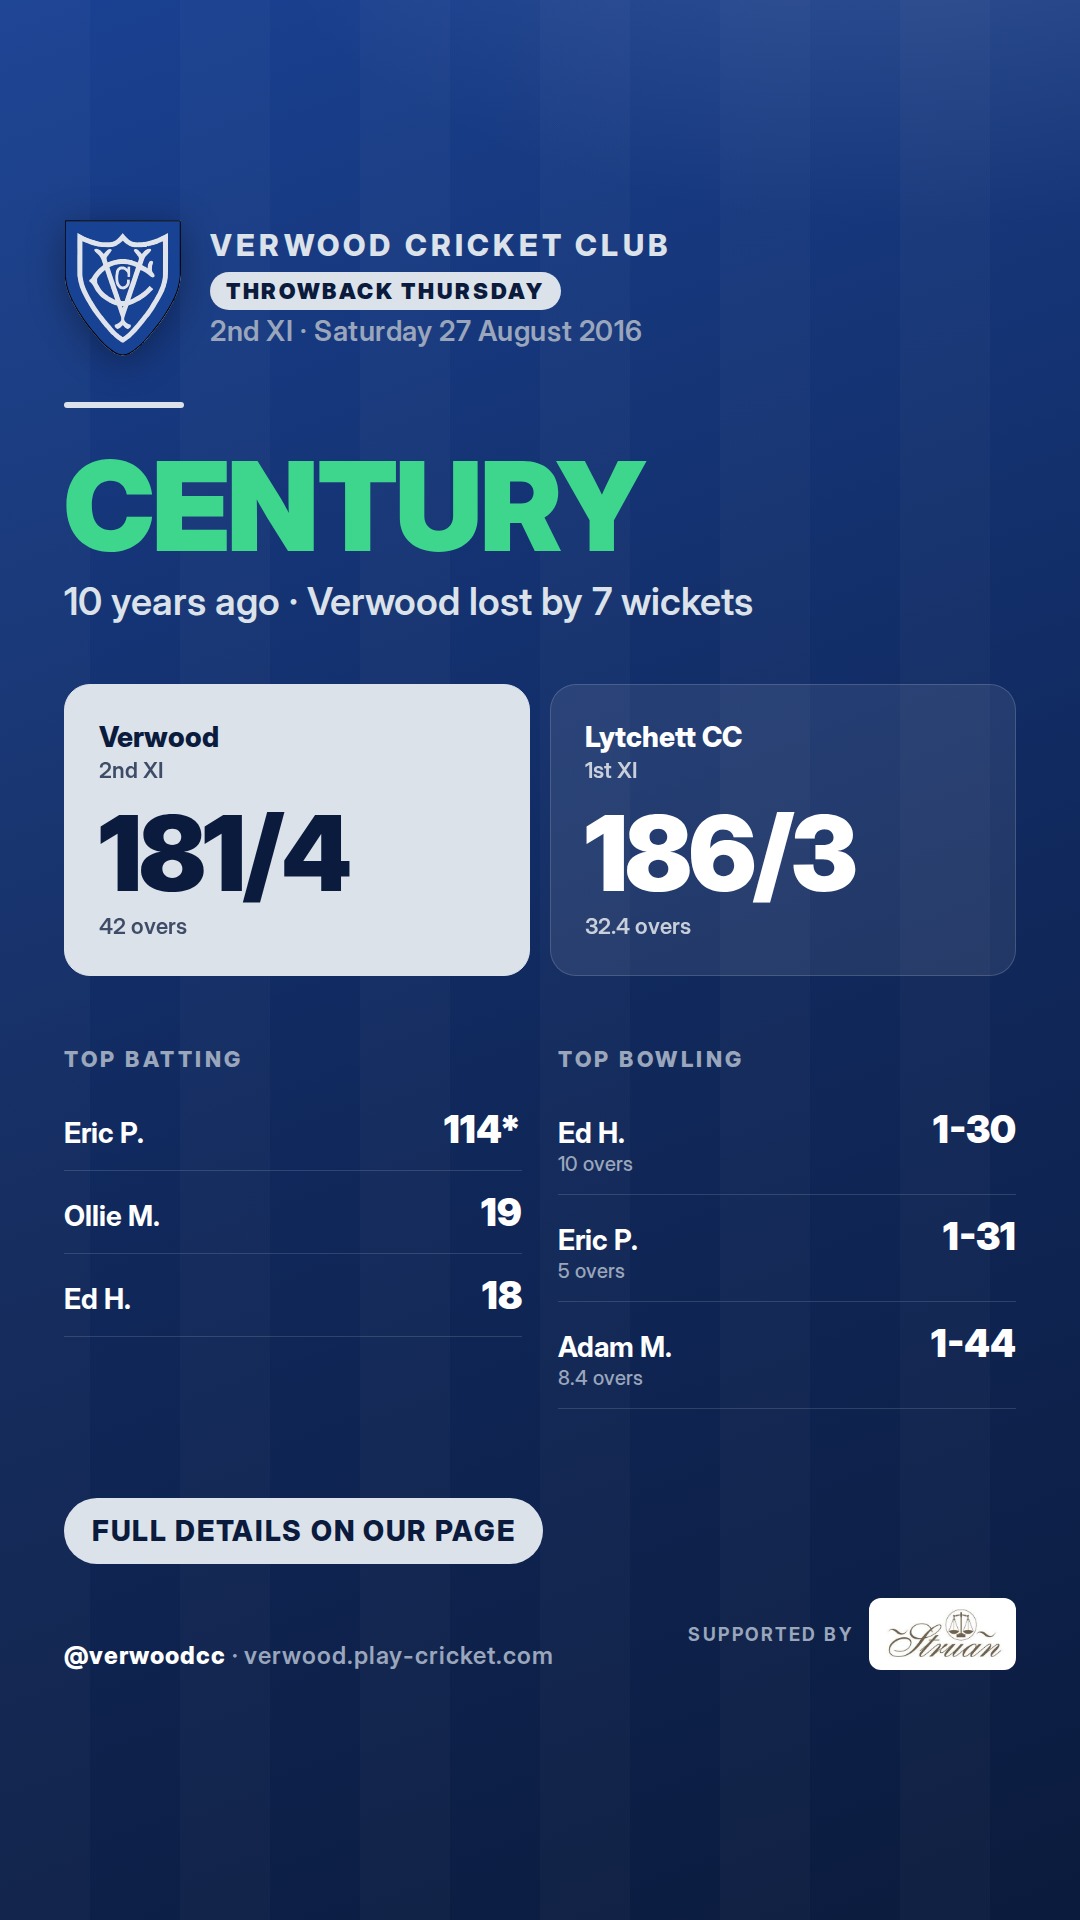 VERWOOD CRICKET CLUB
THROWBACK THURSDAY
2nd XI · Saturday 27 August 2016
CENTURY
10 years ago · Verwood lost by 7 wickets
Verwood
2nd XI
181/4
42 overs
Lytchett CC
1st XI
186/3
32.4 overs
TOP BATTING
Eric P. 114*
Ollie M. 19
Ed H. 18
TOP BOWLING
Ed H. 1-30
10 overs
Eric P. 1-31
5 overs
Adam M. 1-44
8.4 overs
FULL DETAILS ON OUR PAGE
@verwoodcc · verwood.play-cricket.com
SUPPORTED BY
Struan